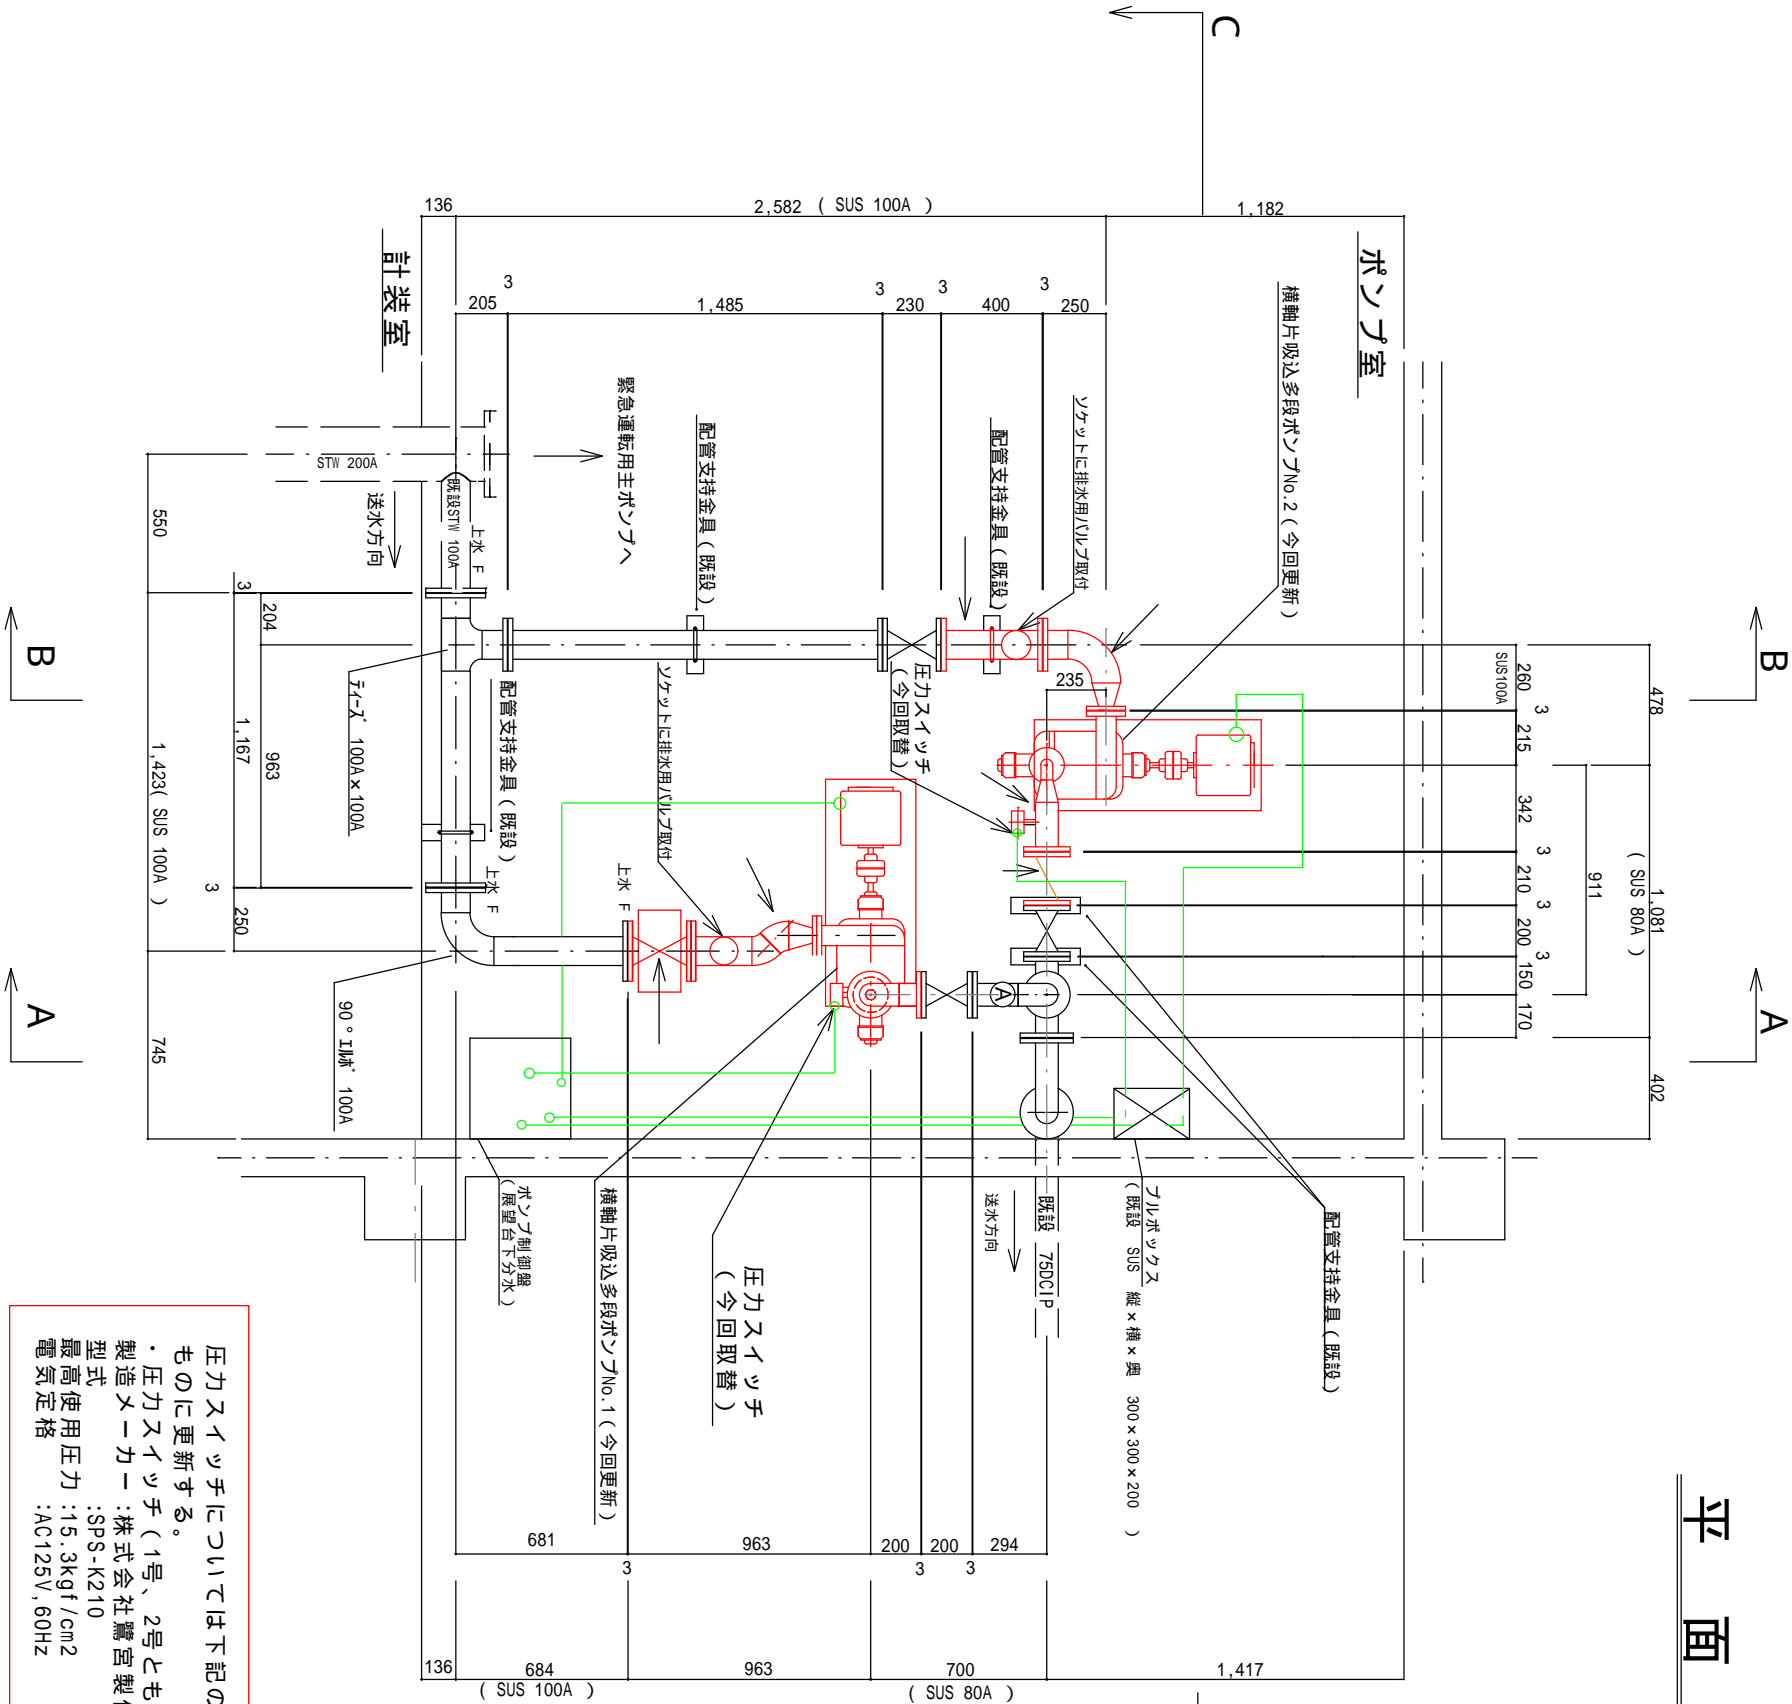 平　面
C
136
2,582 ( SUS 100A )
1,182
計装室
ポンプ室
3
3
3
3
205
1,485
230
400
250
横軸片吸込多段ポンプNo.2（今回更新）
ソケットに排水用バルブ取付
配管支持金具（既設）
配管支持金具（既設）
緊急運転用主ポンプへ
STW 200A
既設STW 100A
送水方向
上水 F
550
3
204
963
1,167
1,423( SUS 100A )
3
250
745
B
B
A
A
ティーズ 100A×100A
配管支持金具（既設）
上水 F
ソケットに排水用バルブ取付
上水 F
圧力スイッチ
（今回取替）
235
SUS100A
260
3
215
342
3
210
3
200
3
150
170
478
911
1,081
( SUS 80A )
402
90°エルボ 100A
A
ポンプ制御盤
（展望台下分水）
横軸片吸込多段ポンプNo.1（今回更新）
圧力スイッチ
（今回取替）
送水方向
既設 75DCIP
プルボックス
（既設 SUS 縦×横×奥 300×300×200 ）
配管支持金具（既設）
681
3
963
200
3
200
3
294
136
684
( SUS 100A )
963
700
( SUS 80A )
1,417
圧力スイッチについては下記の
ものに更新する。
・圧力スイッチ（1号、2号とも
製造メーカー：株式会社鷺宮製作
型式　　　　：SPS-K210
最高使用圧力：15.3kgf/cm2
電気定格　　：AC125V,60Hz